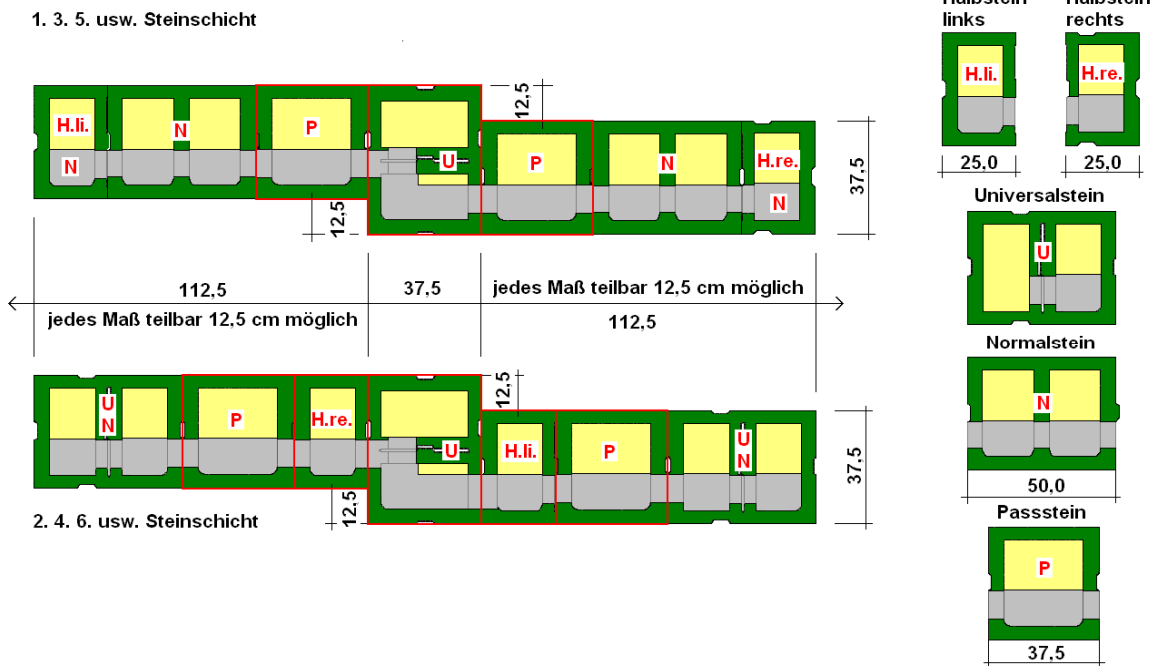 1. 3. 5. usw. Steinschicht
H.li.
N
N
P
U
P
N
H.re.
N
12,5
12,5
37,5
112,5
37,5
jedes Maß teilbar 12,5 cm möglich
jedes Maß teilbar 12,5 cm möglich
112,5
U
N
P
H.re.
U
H.li.
P
U
N
12,5
12,5
37,5
2. 4. 6. usw. Steinschicht
links
rechts
H.li.
H.re.
25,0
25,0
Universalstein
U
Normalstein
N
50,0
Passstein
P
37,5